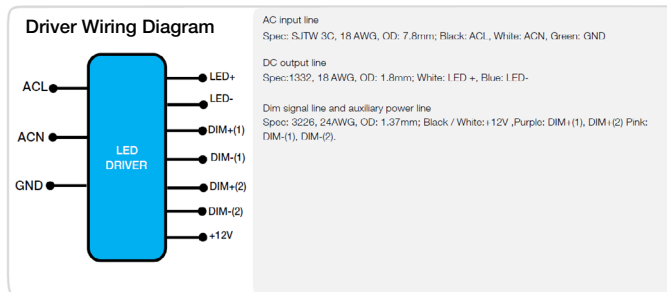 Driver Wiring Diagram
ACL
ACN
GND
LED
DRIVER
LED+
LED-
DIM+(1)
DIM-(1)
DIM+(2)
DIM-(2)
+12V
AC input line
Spec: SJTW 3C, 18 AWG, OD: 7.8mm; Black: ACL, White: ACN, Green: GND
DC output line
Spec:1332, 18 AWG, OD: 1.8mm; White: LED +, Blue: LED-
Dim signal line and auxiliary power line
Spec: 3226, 24AWG, OD: 1.37mm; Black / White:+12V ,Purple: DIM+(1), DIM+(2) Pink:
DIM-(1), DIM-(2).